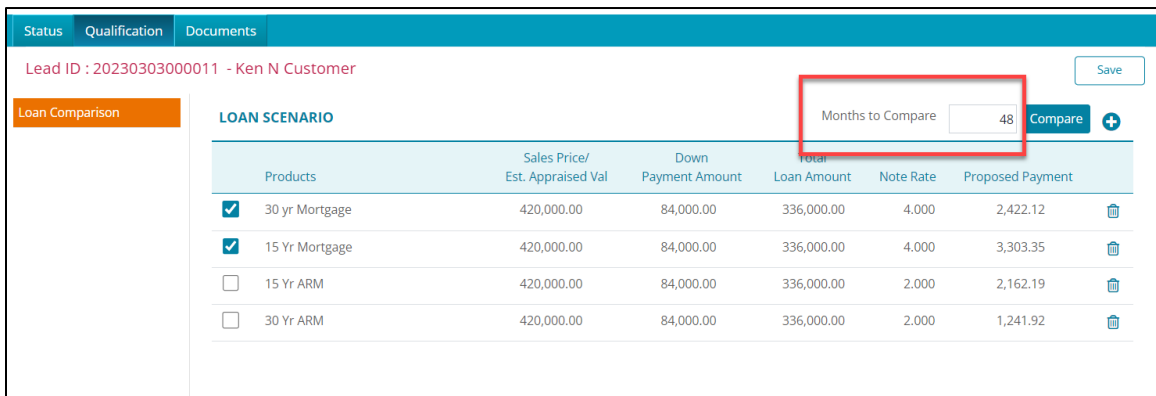 Status Qualification Documents
Lead ID : 20230303000011 - Ken N Customer Save
Loan Comparison LOAN SCENARIO Months to Compare 48 Compare
Sales Price/ Down Total
Products Est. Appraised Val Payment Amount Loan Amount Note Rate Proposed Payment
30 yr Mortgage 420,000.00 84,000.00 336,000.00 4.000 2,422.12
15 Yr Mortgage 420,000.00 84,000.00 336,000.00 4.000 3,303.35
15 Yr ARM 420,000.00 84,000.00 336,000.00 2.000 2,162.19
30 Yr ARM 420,000.00 84,000.00 336,000.00 2.000 1,241.92